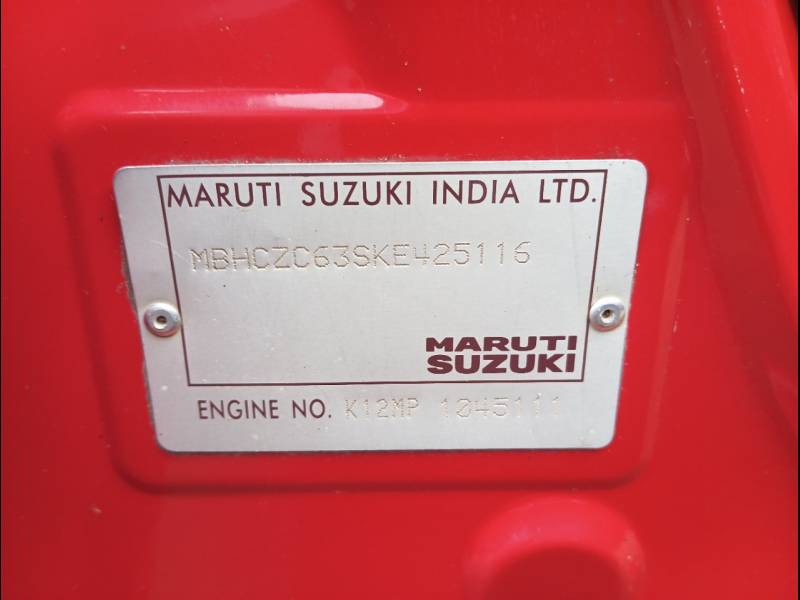 MARUTI SUZUKI INDIA LTD.
MBHCZC63SKE425116
MARUTI
SUZUKI
ENGINE NO. K12MP 1045111